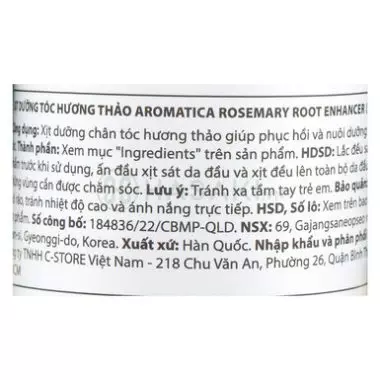 DƯỠNG TÓC HƯƠNG THẢO AROMATICA ROSEMARY ROOT ENHANCER
dụng: Xịt dưỡng chân tóc hương thảo giúp phục hồi và nuôi dưỡng
Thành phần: Xem mục "Ingredients" trên sản phẩm. HDSD: Lắc đều
trước khi sử dụng, ấn đầu xịt sát da đầu và xịt đều lên toàn bộ da
vùng cần được chăm sóc. Lưu ý: Tránh xa tầm tay trẻ em. Bảo quản
ráo, tránh nhiệt độ cao và ánh nắng trực tiếp. HSD, Số lô: Xem trên
Số công bố: 184836/22/CBMP-QLD. NSX: 69, Gajangsaneopseo
si, Gyeonggi-do, Korea. Xuất xứ: Hàn Quốc. Nhập khẩu và phân phối
ty TNHH C-STORE Việt Nam - 218 Chu Văn An, Phường 26, Quận Bình
CM